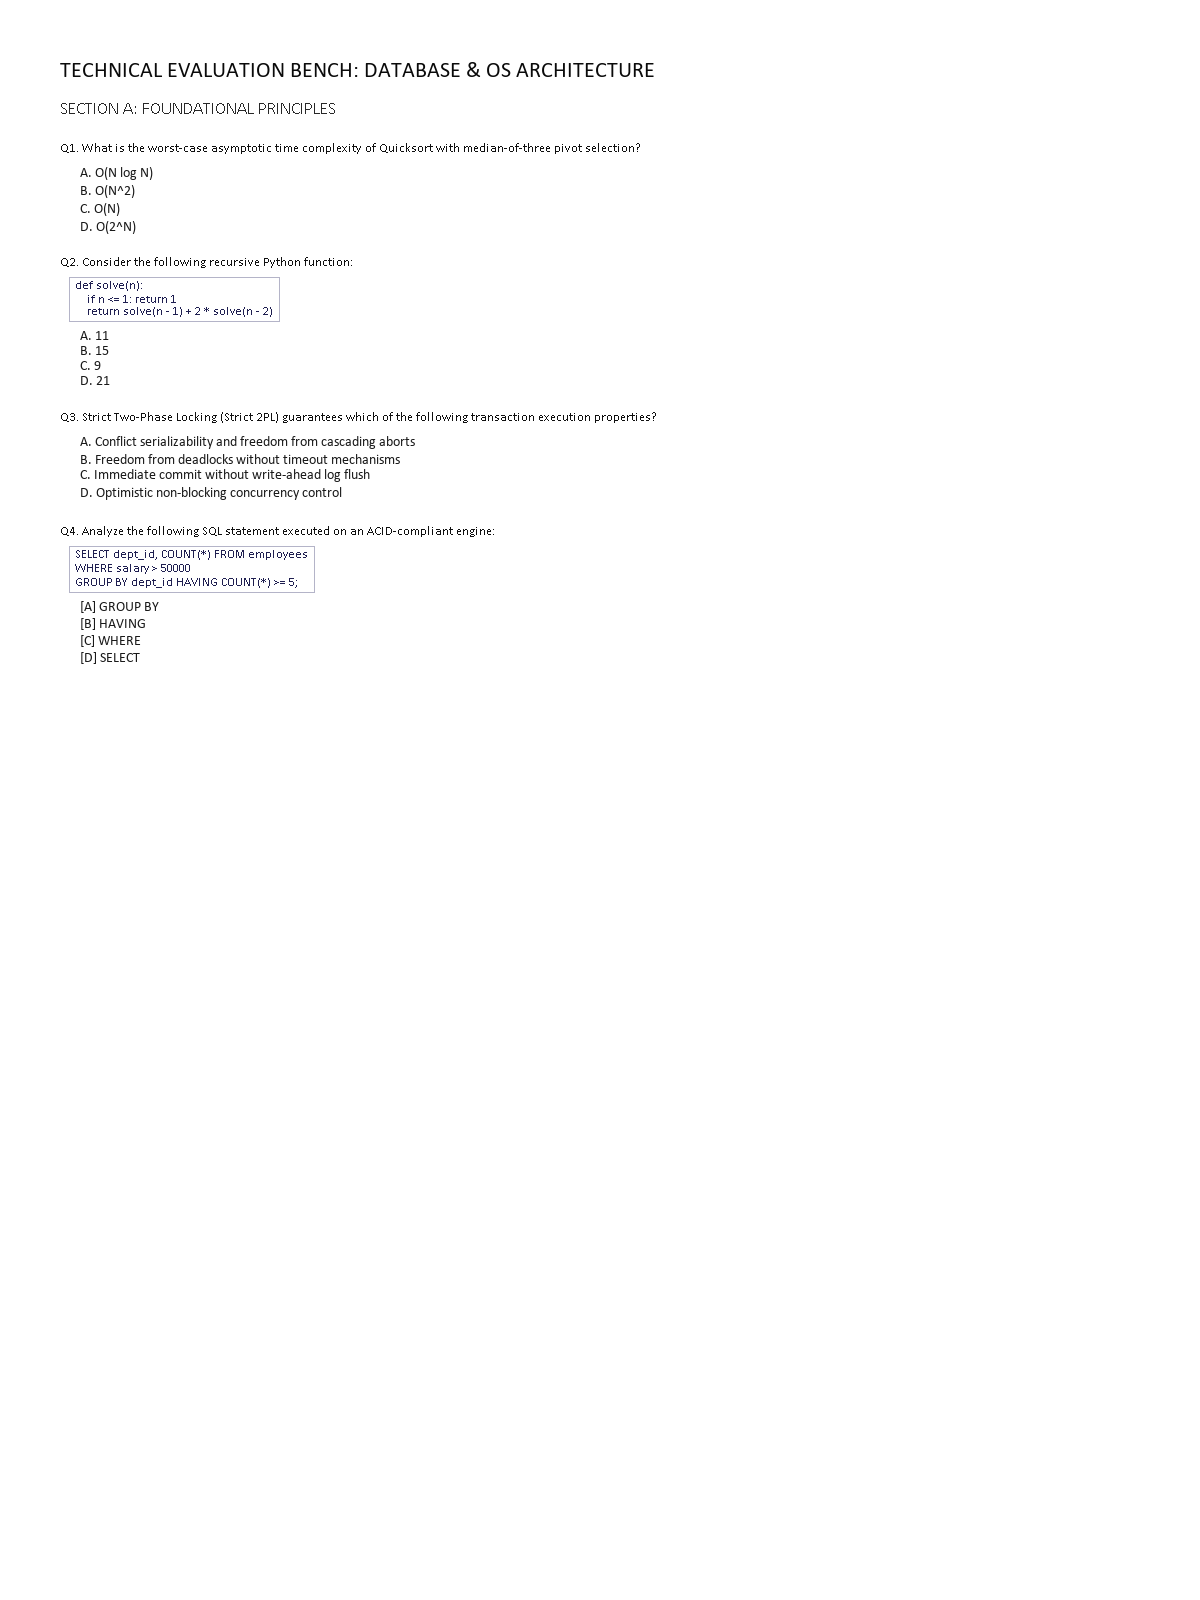 TECHNICAL EVALUATION BENCH: DATABASE & OS ARCHITECTURE
SECTION A: FOUNDATIONAL PRINCIPLES
Q1. What is the worst-case asymptotic time complexity of Quicksort with median-of-three pivot selection?
A. O(N log N)
B. O(N^2)
C. O(N)
D. O(2^N)
Q2. Consider the following recursive Python function:
def solve(n):
    if n <= 1: return 1
    return solve(n - 1) + 2 * solve(n - 2)
A. 11
B. 15
C. 9
D. 21
Q3. Strict Two-Phase Locking (Strict 2PL) guarantees which of the following transaction execution properties?
A. Conflict serializability and freedom from cascading aborts
B. Freedom from deadlocks without timeout mechanisms
C. Immediate commit without write-ahead log flush
D. Optimistic non-blocking concurrency control
Q4. Analyze the following SQL statement executed on an ACID-compliant engine:
SELECT dept_id, COUNT(*) FROM employees
WHERE salary > 50000
GROUP BY dept_id HAVING COUNT(*) >= 5;
[A] GROUP BY
[B] HAVING
[C] WHERE
[D] SELECT